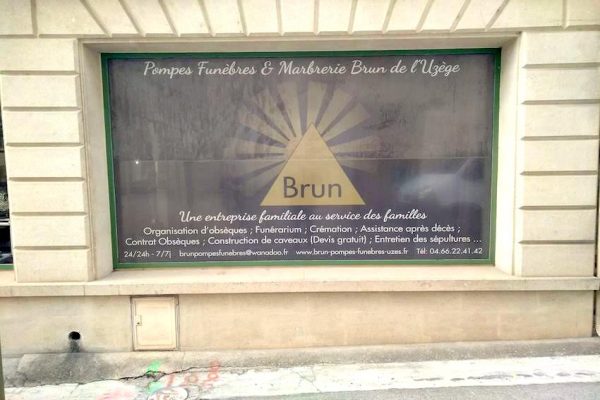 Pompes Funèbres & Marbrerie Brun de l'Uzège
Brun
Une entreprise familiale au service des familles
Organisation d'obsèques ; Funérarium ; Crémation ; Assistance après décès ;
Contrat Obsèques ; Construction de caveaux (Devis gratuit) ; Entretien des sépultures ...
24/24h - 7/7j brunpompesfunebres@wanadoo.fr www.brun-pompes-funebres-uzes.fr Tél: 04.66.22.41.42